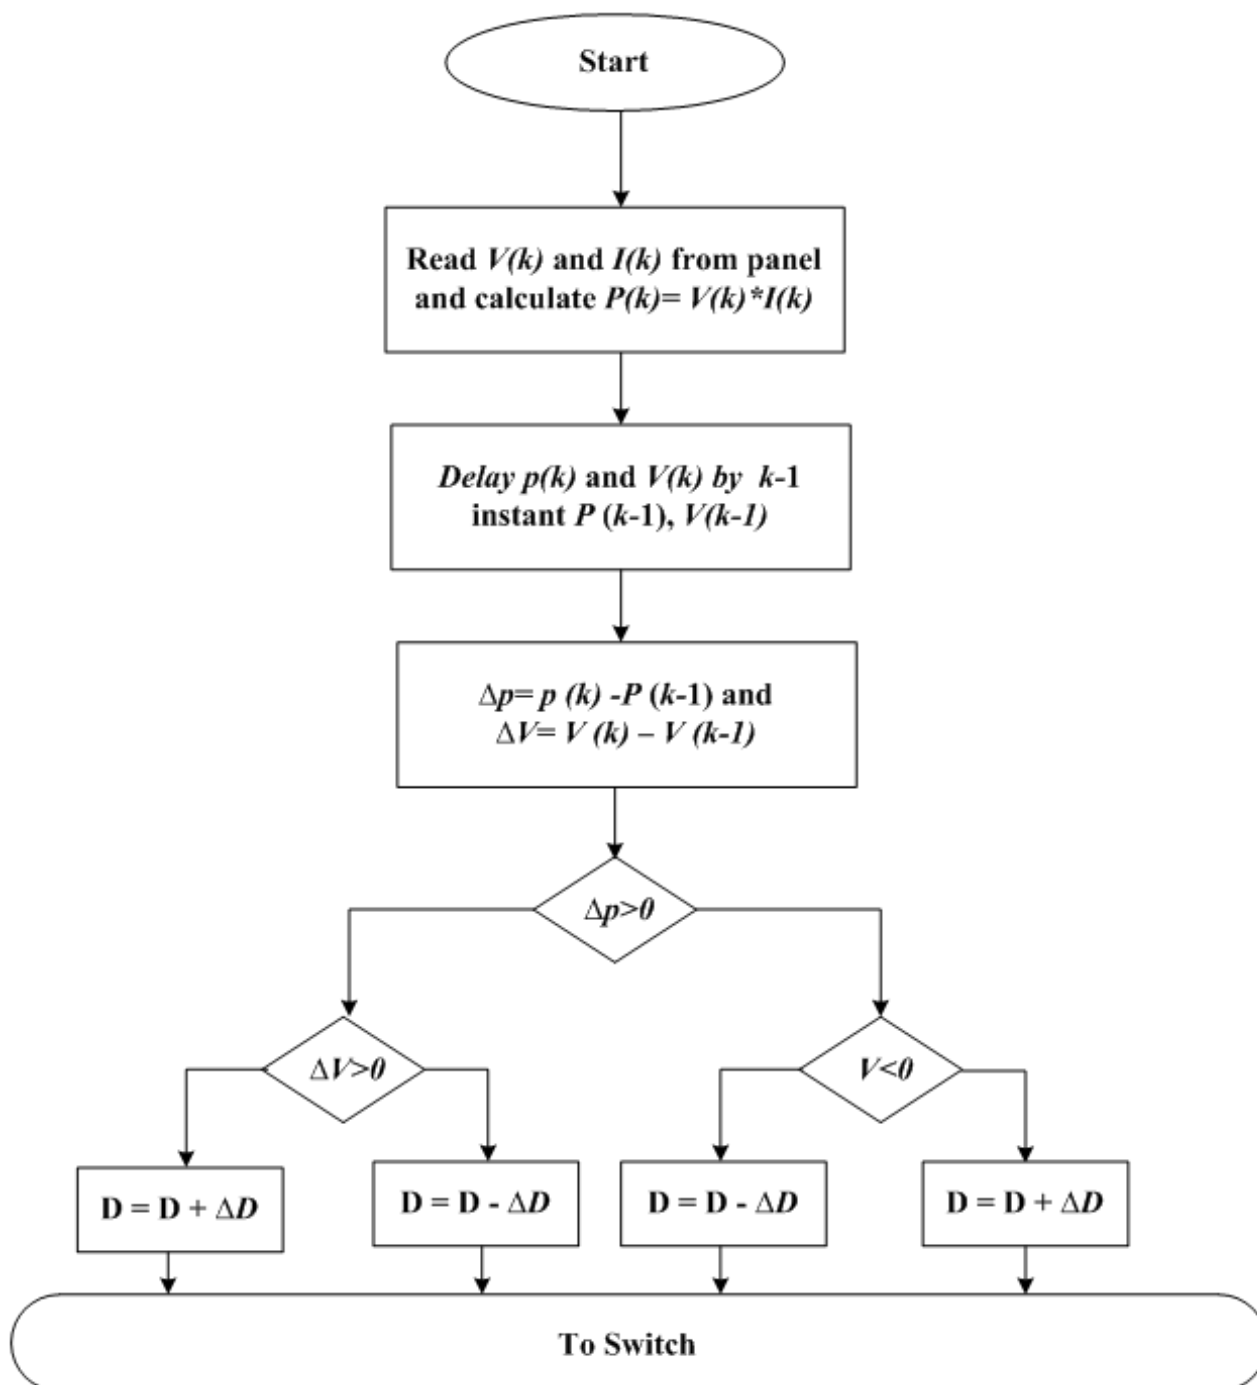 Start
Read V(k) and I(k) from panel
and calculate P(k)= V(k)*I(k)
Delay p(k) and V(k) by k-1
instant P (k-1), V(k-1)
Δp= p (k) -P (k-1) and
ΔV= V (k) – V (k-1)
Δp>0
ΔV>0
V<0
D = D + ΔD
D = D - ΔD
D = D - ΔD
D = D + ΔD
To Switch